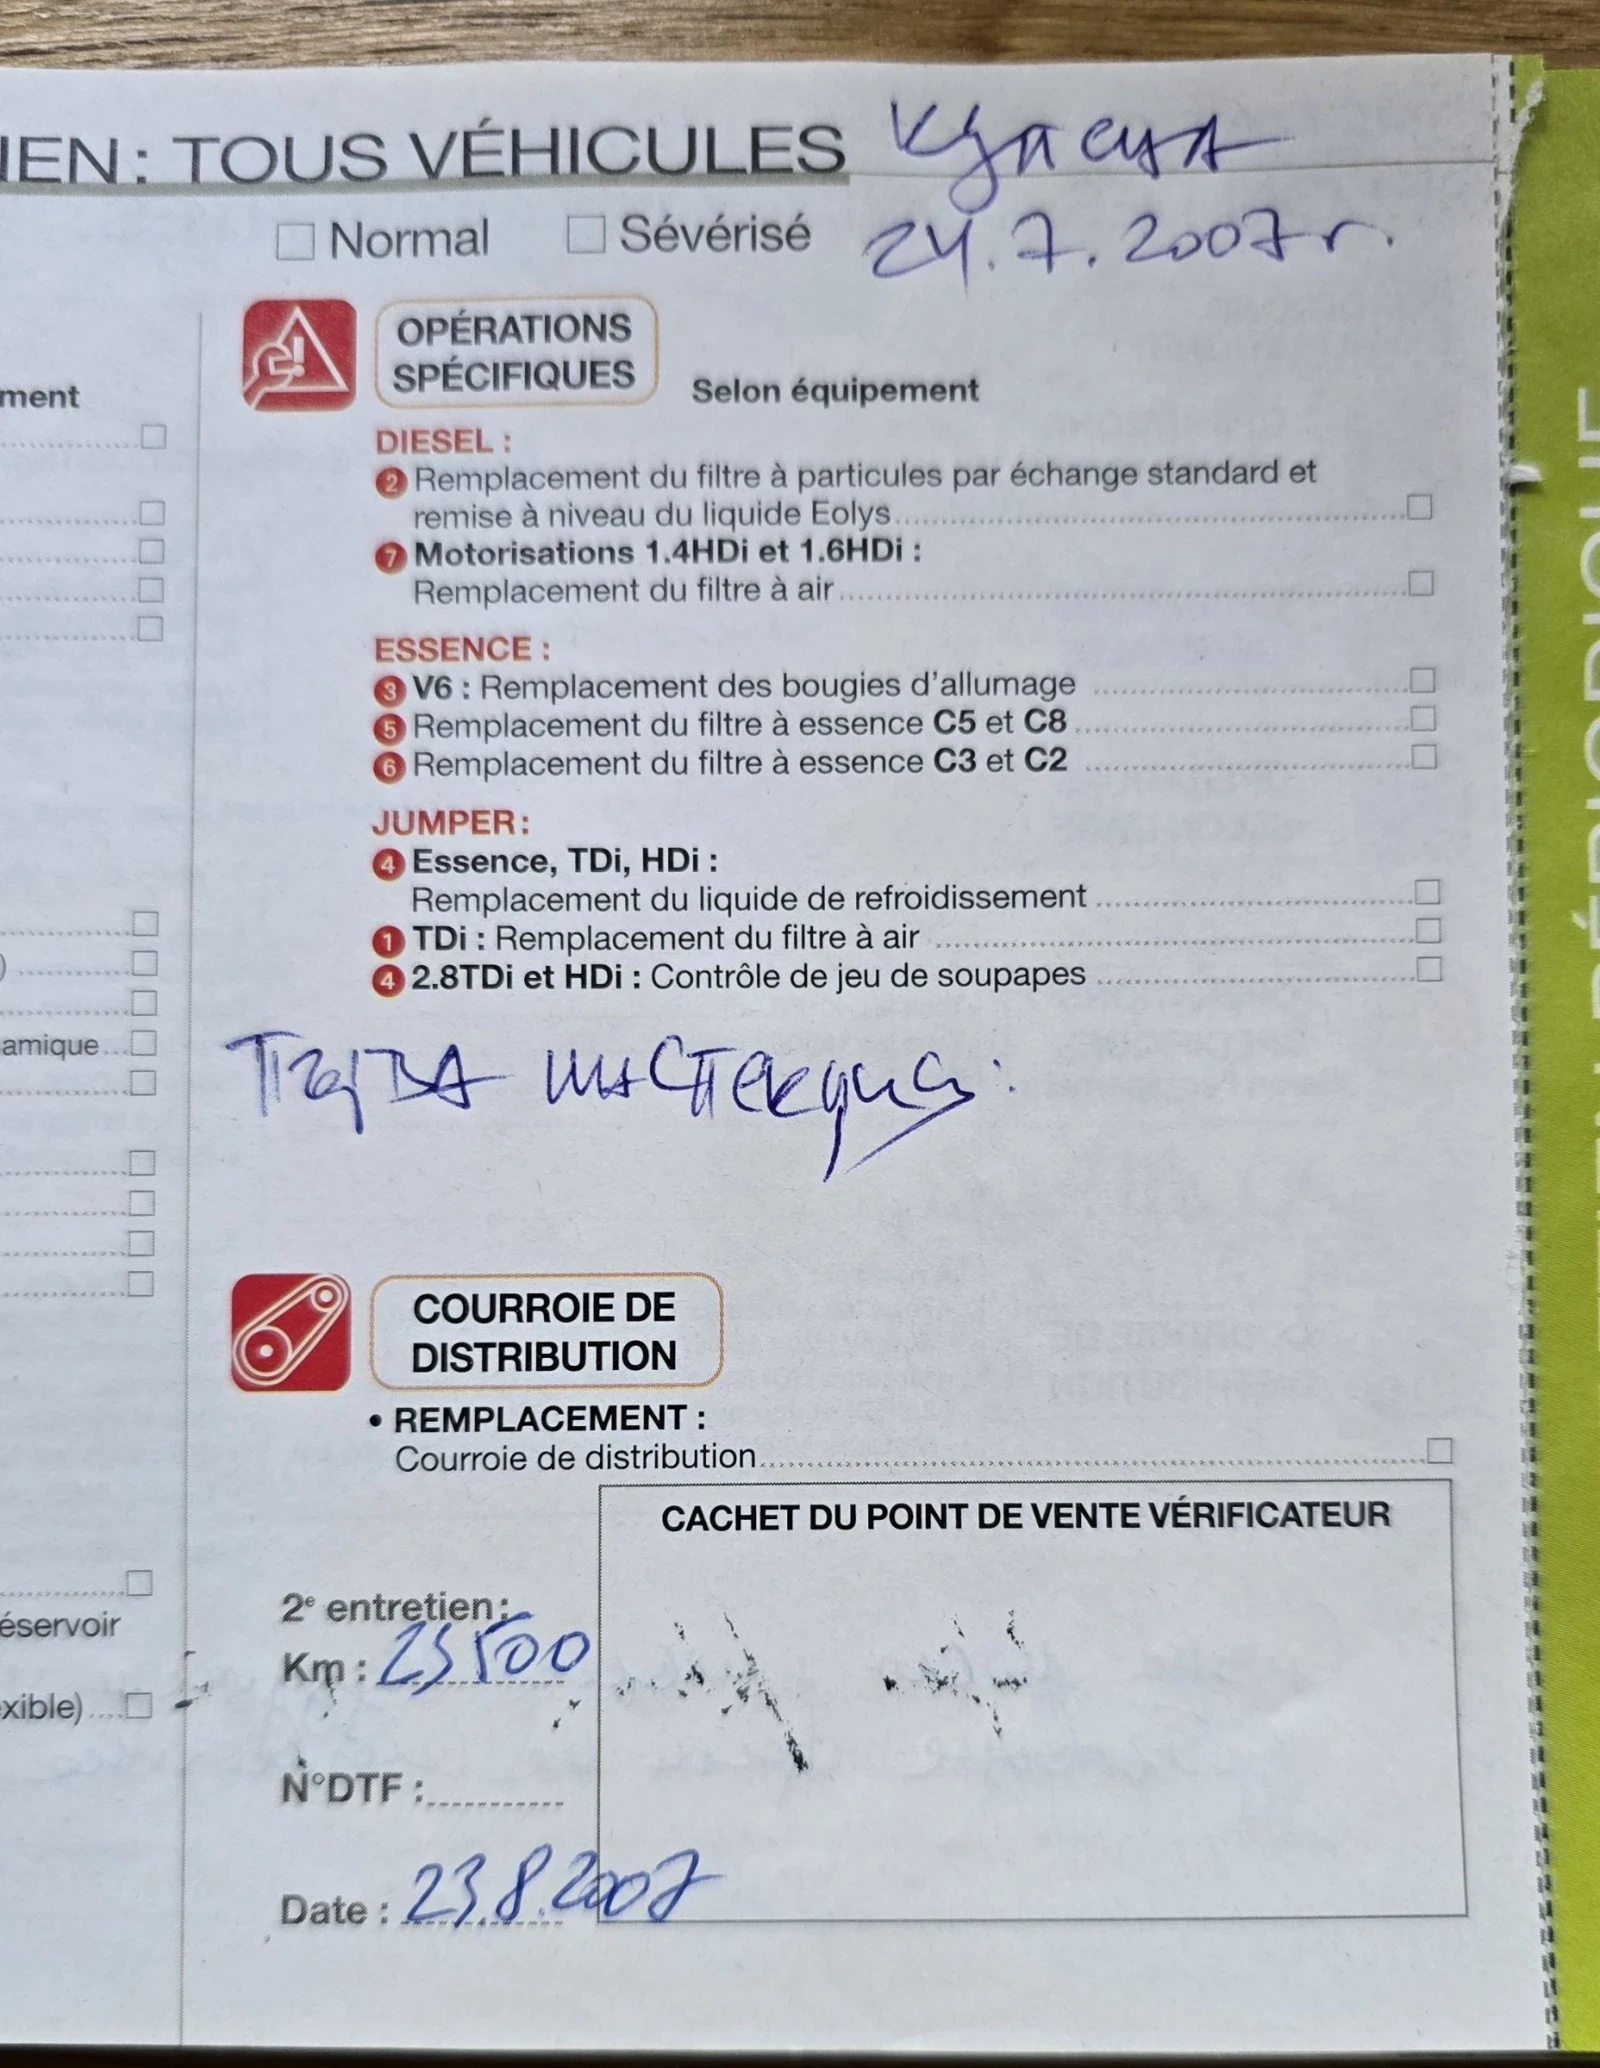 IEN : TOUS VÉHICULES
24.7.2007 г.
Normal Sévérisé
OPÉRATIONS
SPÉCIFIQUES
Selon équipement
ment
DIESEL :
2 Remplacement du filtre à particules par échange standard et
remise à niveau du liquide Eolys
7 Motorisations 1.4HDi et 1.6HDi :
Remplacement du filtre à air
ESSENCE :
3 V6 : Remplacement des bougies d'allumage
5 Remplacement du filtre à essence C5 et C8
6 Remplacement du filtre à essence C3 et C2
JUMPER :
4 Essence, TDi, HDi :
Remplacement du liquide de refroidissement
1 TDi : Remplacement du filtre à air
4 2.8TDi et HDi : Contrôle de jeu de soupapes
)
amique
COURROIE DE
DISTRIBUTION
• REMPLACEMENT :
Courroie de distribution
CACHET DU POINT DE VENTE VÉRIFICATEUR
éservoir
xible)
2e entretien :
Km : 23500
N°DTF :
Date : 23.8.2007